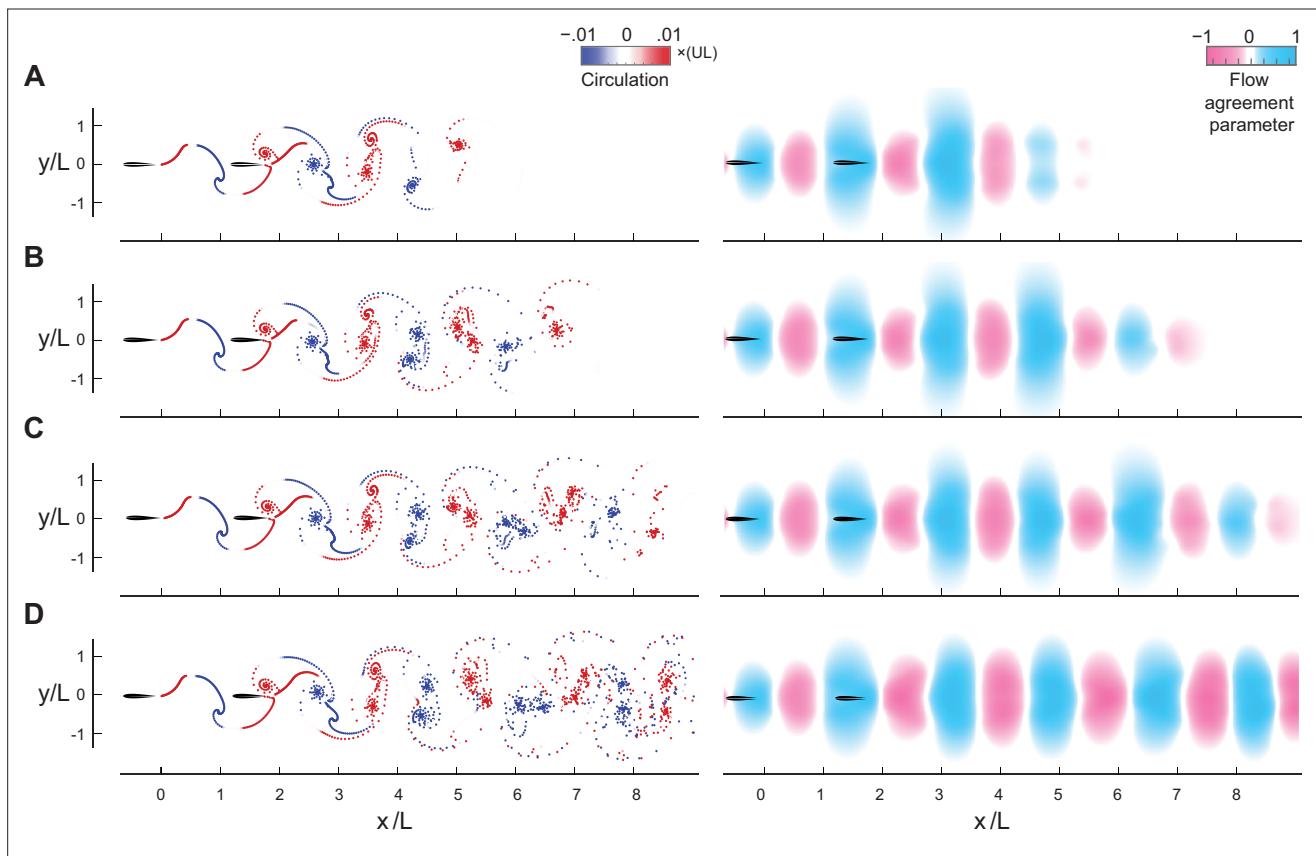 −.01 0 .01 ×(UL)
Circulation
−1 0 1
Flow
agreement
parameter
A
1
y/L 0
-1
B
1
y/L 0
-1
C
1
y/L 0
-1
D
1
y/L 0
-1
0 1 2 3 4 5 6 7 8
0 1 2 3 4 5 6 7 8
x/L
x/L